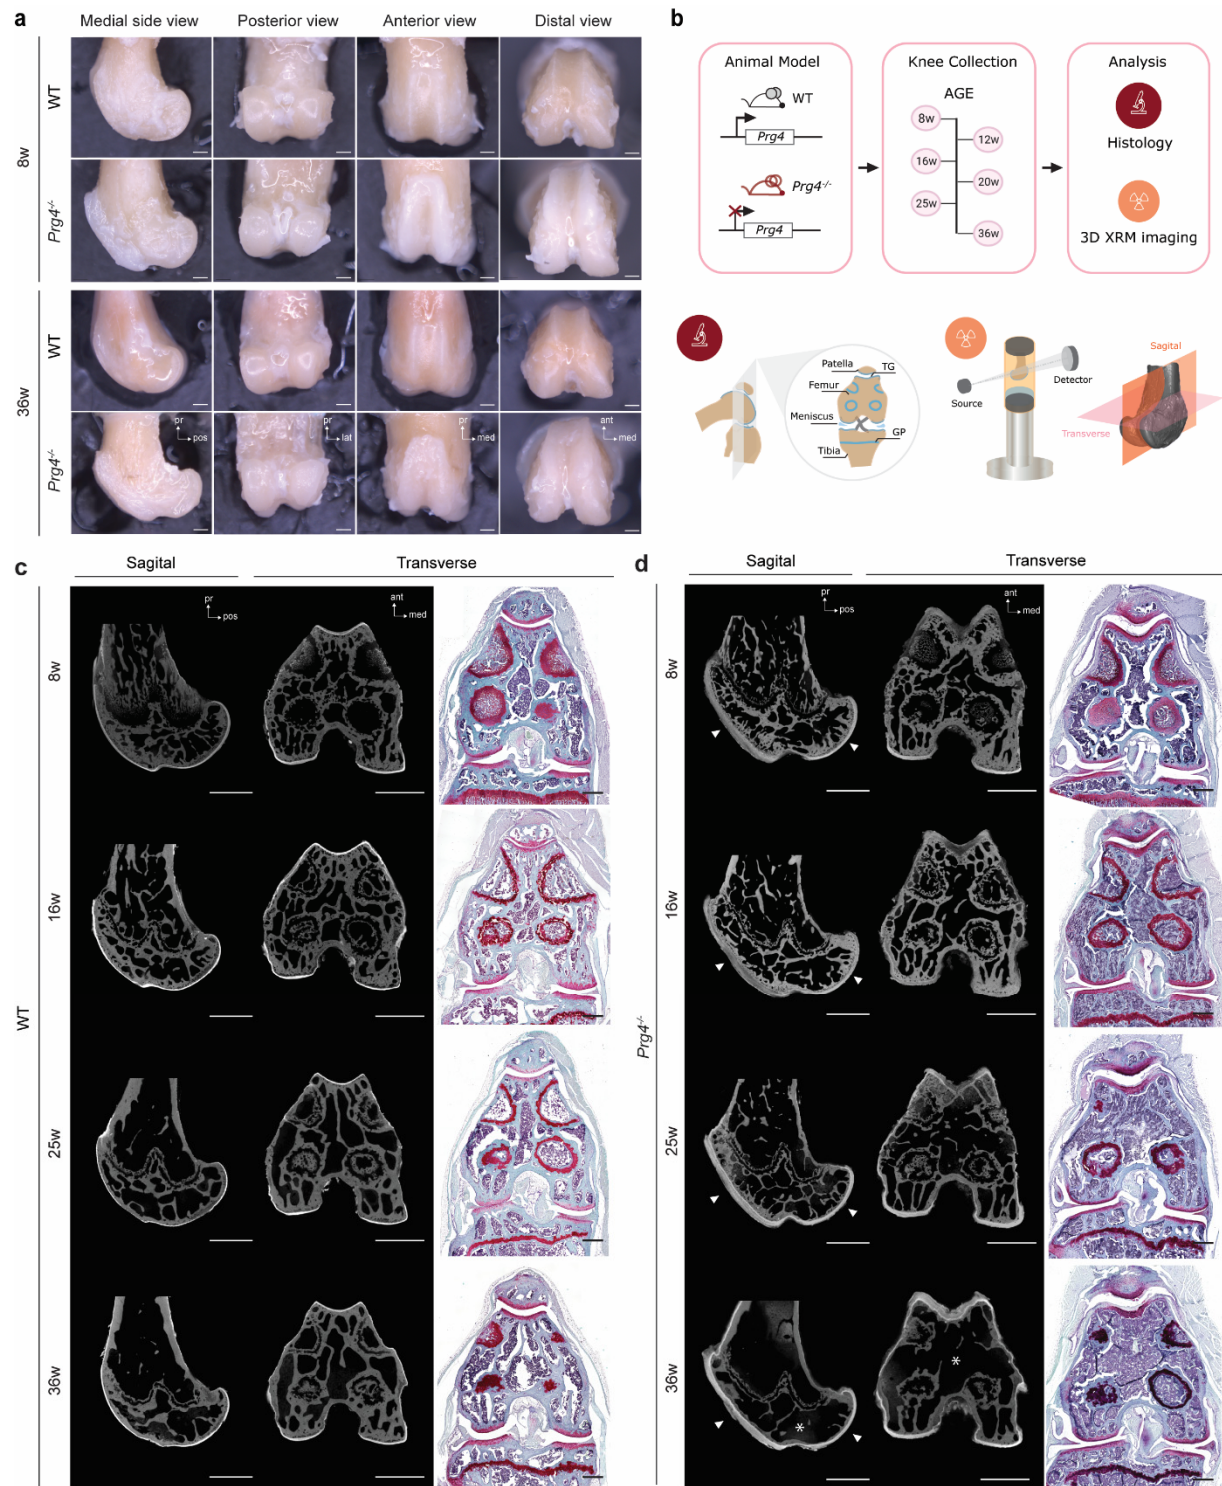 a
Medial side view
Posterior view
Anterior view
Distal view
8w
WT
Prg4-/-
36w
WT
Prg4-/-
pr
pos
pr
lat
pr
med
ant
med
b
Animal Model
WT
Prg4
Prg4-/-
Prg4
Knee Collection
AGE
8w
12w
16w
20w
25w
36w
Analysis
Histology
3D XRM imaging
Patella
TG
Femur
Meniscus
GP
Tibia
Source
Detector
Sagital
Transverse
c
Sagital
Transverse
WT
pr
pos
ant
med
8w
16w
25w
36w
d
Sagital
Transverse
Prg4-/-
pr
pos
ant
med
8w
16w
25w
36w
*
*